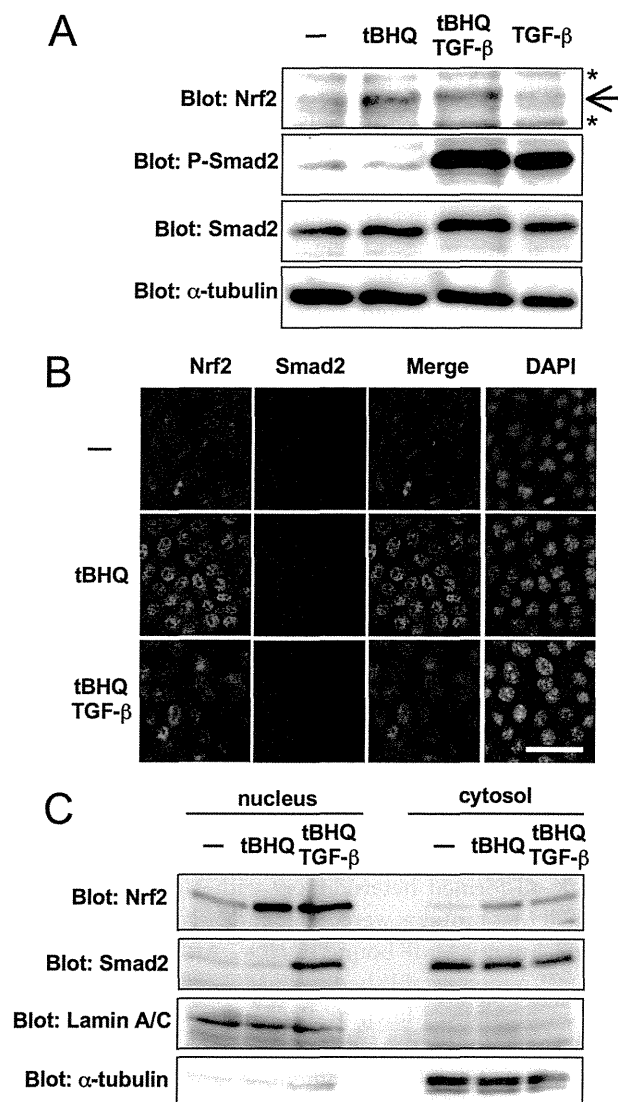 A
— tBHQ tBHQ TGF-β TGF-β
Blot: Nrf2
*
*
Blot: P-Smad2
Blot: Smad2
Blot: α-tubulin
B
Nrf2 Smad2 Merge DAPI
—
tBHQ
tBHQ
TGF-β
C
nucleus cytosol
— tBHQ tBHQ TGF-β — tBHQ tBHQ TGF-β
Blot: Nrf2
Blot: Smad2
Blot: Lamin A/C
Blot: α-tubulin